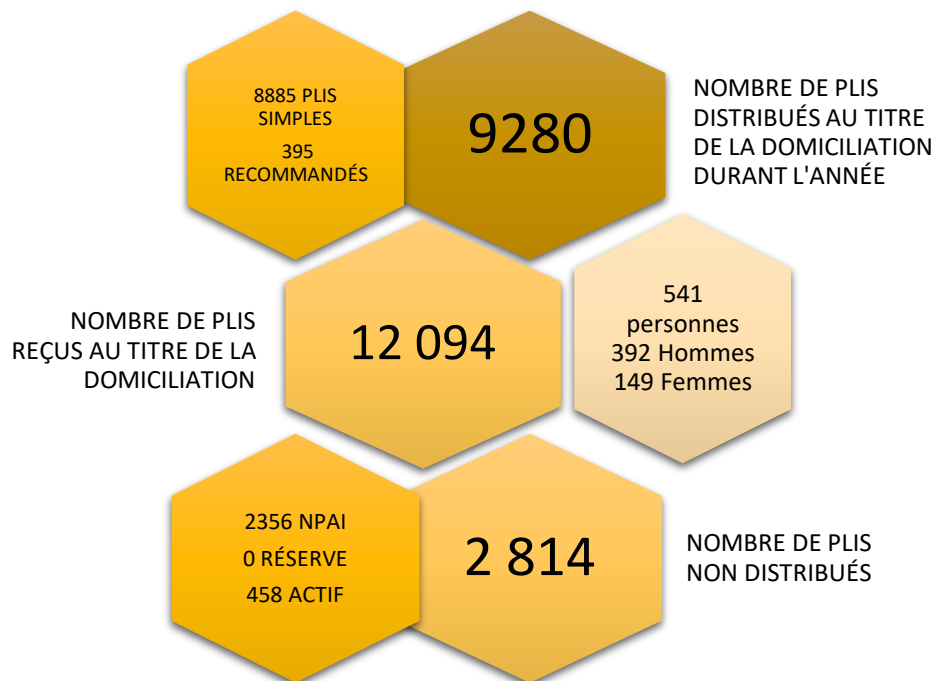 8885 PLIS
SIMPLES
395
RECOMMANDÉS
9280
NOMBRE DE PLIS
DISTRIBUÉS AU TITRE
DE LA DOMICILIATION
DURANT L'ANNÉE
NOMBRE DE PLIS
REÇUS AU TITRE DE LA
DOMICILIATION
12 094
541
personnes
392 Hommes
149 Femmes
2356 NPAI
0 RÉSERVE
458 ACTIF
2 814
NOMBRE DE PLIS
NON DISTRIBUÉS